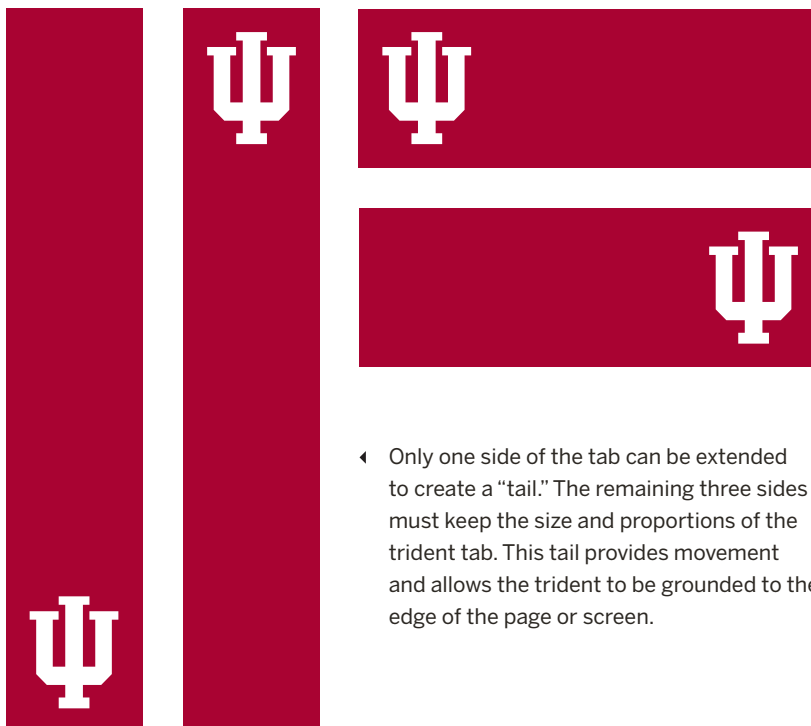 Only one side of the tab can be extended
to create a “tail.” The remaining three sides
must keep the size and proportions of the
trident tab. This tail provides movement
and allows the trident to be grounded to the
edge of the page or screen.